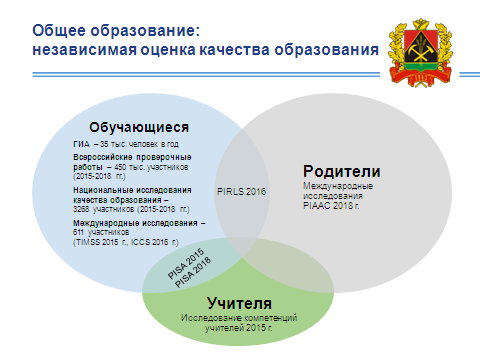 Общее образование:
независимая оценка качества образования
Обучающиеся
ГИА – 35 тыс. человек в год
Всероссийские проверочные
работы – 450 тыс. участников
(2015-2018 гг.)
Национальные исследования
качества образования –
3268 участников (2015-2018 гг.)
Международные исследования –
611 участников
(TIMSS 2015 г., ICCS 2016 г.)
PIRLS 2016
Родители
Международные
исследования
PIAAC 2018 г.
PISA 2015
PISA 2018
Учителя
Исследование компетенций
учителей 2015 г.